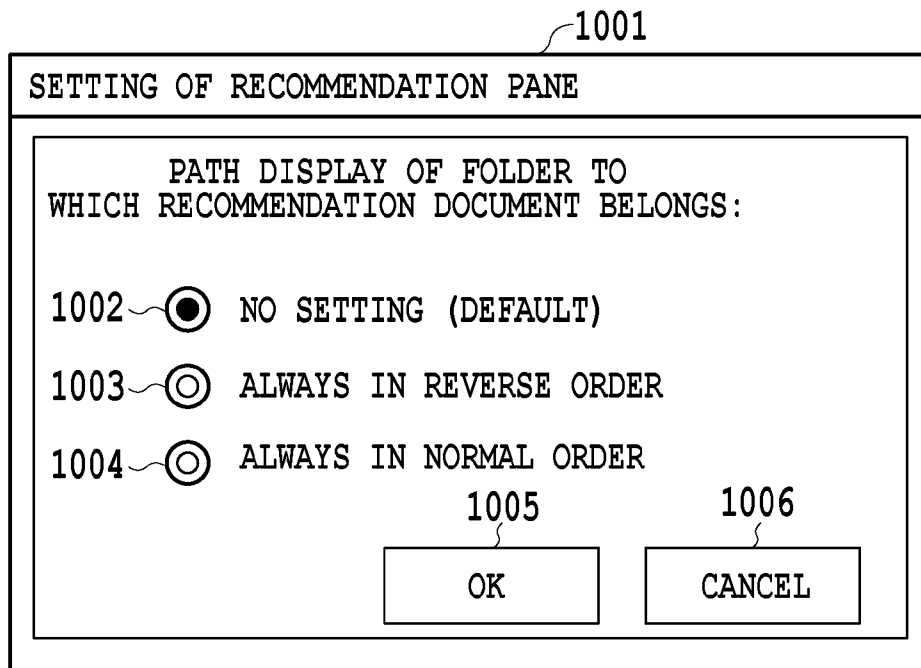 1001
SETTING OF RECOMMENDATION PANE
PATH DISPLAY OF FOLDER TO
WHICH RECOMMENDATION DOCUMENT BELONGS:
1002 NO SETTING (DEFAULT)
1003 ALWAYS IN REVERSE ORDER
1004 ALWAYS IN NORMAL ORDER
1005 1006
OK CANCEL